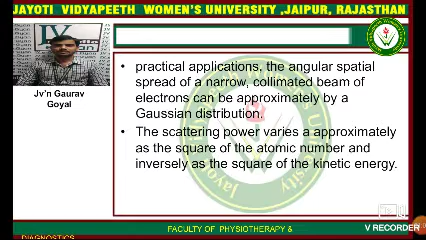 JAYOTI VIDYAPEETH WOMEN'S UNIVERSITY ,JAIPUR, RAJASTHAN
Jv'n Gaurav
Goyal
• practical applications, the angular spatial
spread of a narrow, collimated beam of
electrons can be approximately by a
Gaussian distribution.
• The scattering power varies a approximately
as the square of the atomic number and
inversely as the square of the kinetic energy.
FACULTY OF PHYSIOTHERAPY &
DIAGNOSTICS
V RECORDER